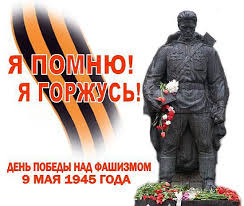 Я ПОМНЮ!
Я ГОРЖУСЬ!
ДЕНЬ ПОБЕДЫ НАД ФАШИЗМОМ
9 МАЯ 1945 ГОДА